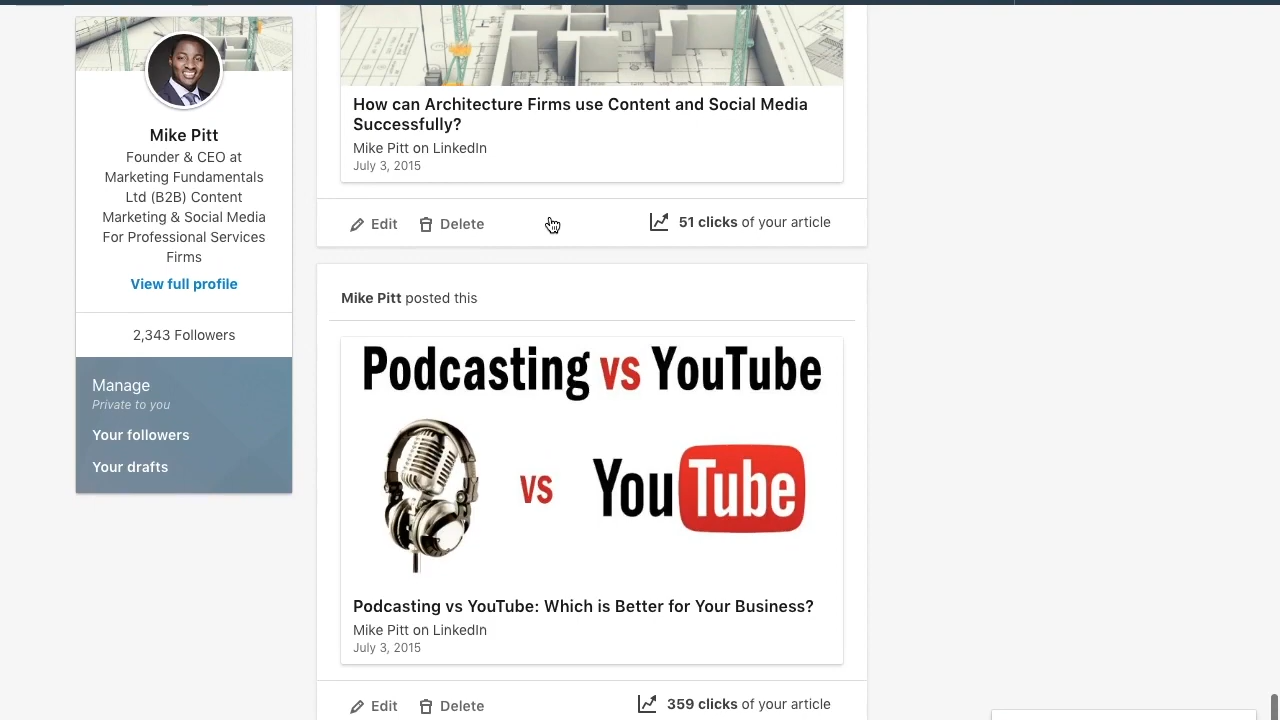 Mike Pitt
Founder & CEO at
Marketing Fundamentals
Ltd (B2B) Content
Marketing & Social Media
For Professional Services
Firms
View full profile
2,343 Followers
Manage
Private to you
Your followers
Your drafts
How can Architecture Firms use Content and Social Media
Successfully?
Mike Pitt on LinkedIn
July 3, 2015
Edit Delete 51 clicks of your article
Mike Pitt posted this
Podcasting vs YouTube
vs YouTube
Podcasting vs YouTube: Which is Better for Your Business?
Mike Pitt on LinkedIn
July 3, 2015
Edit Delete 359 clicks of your article